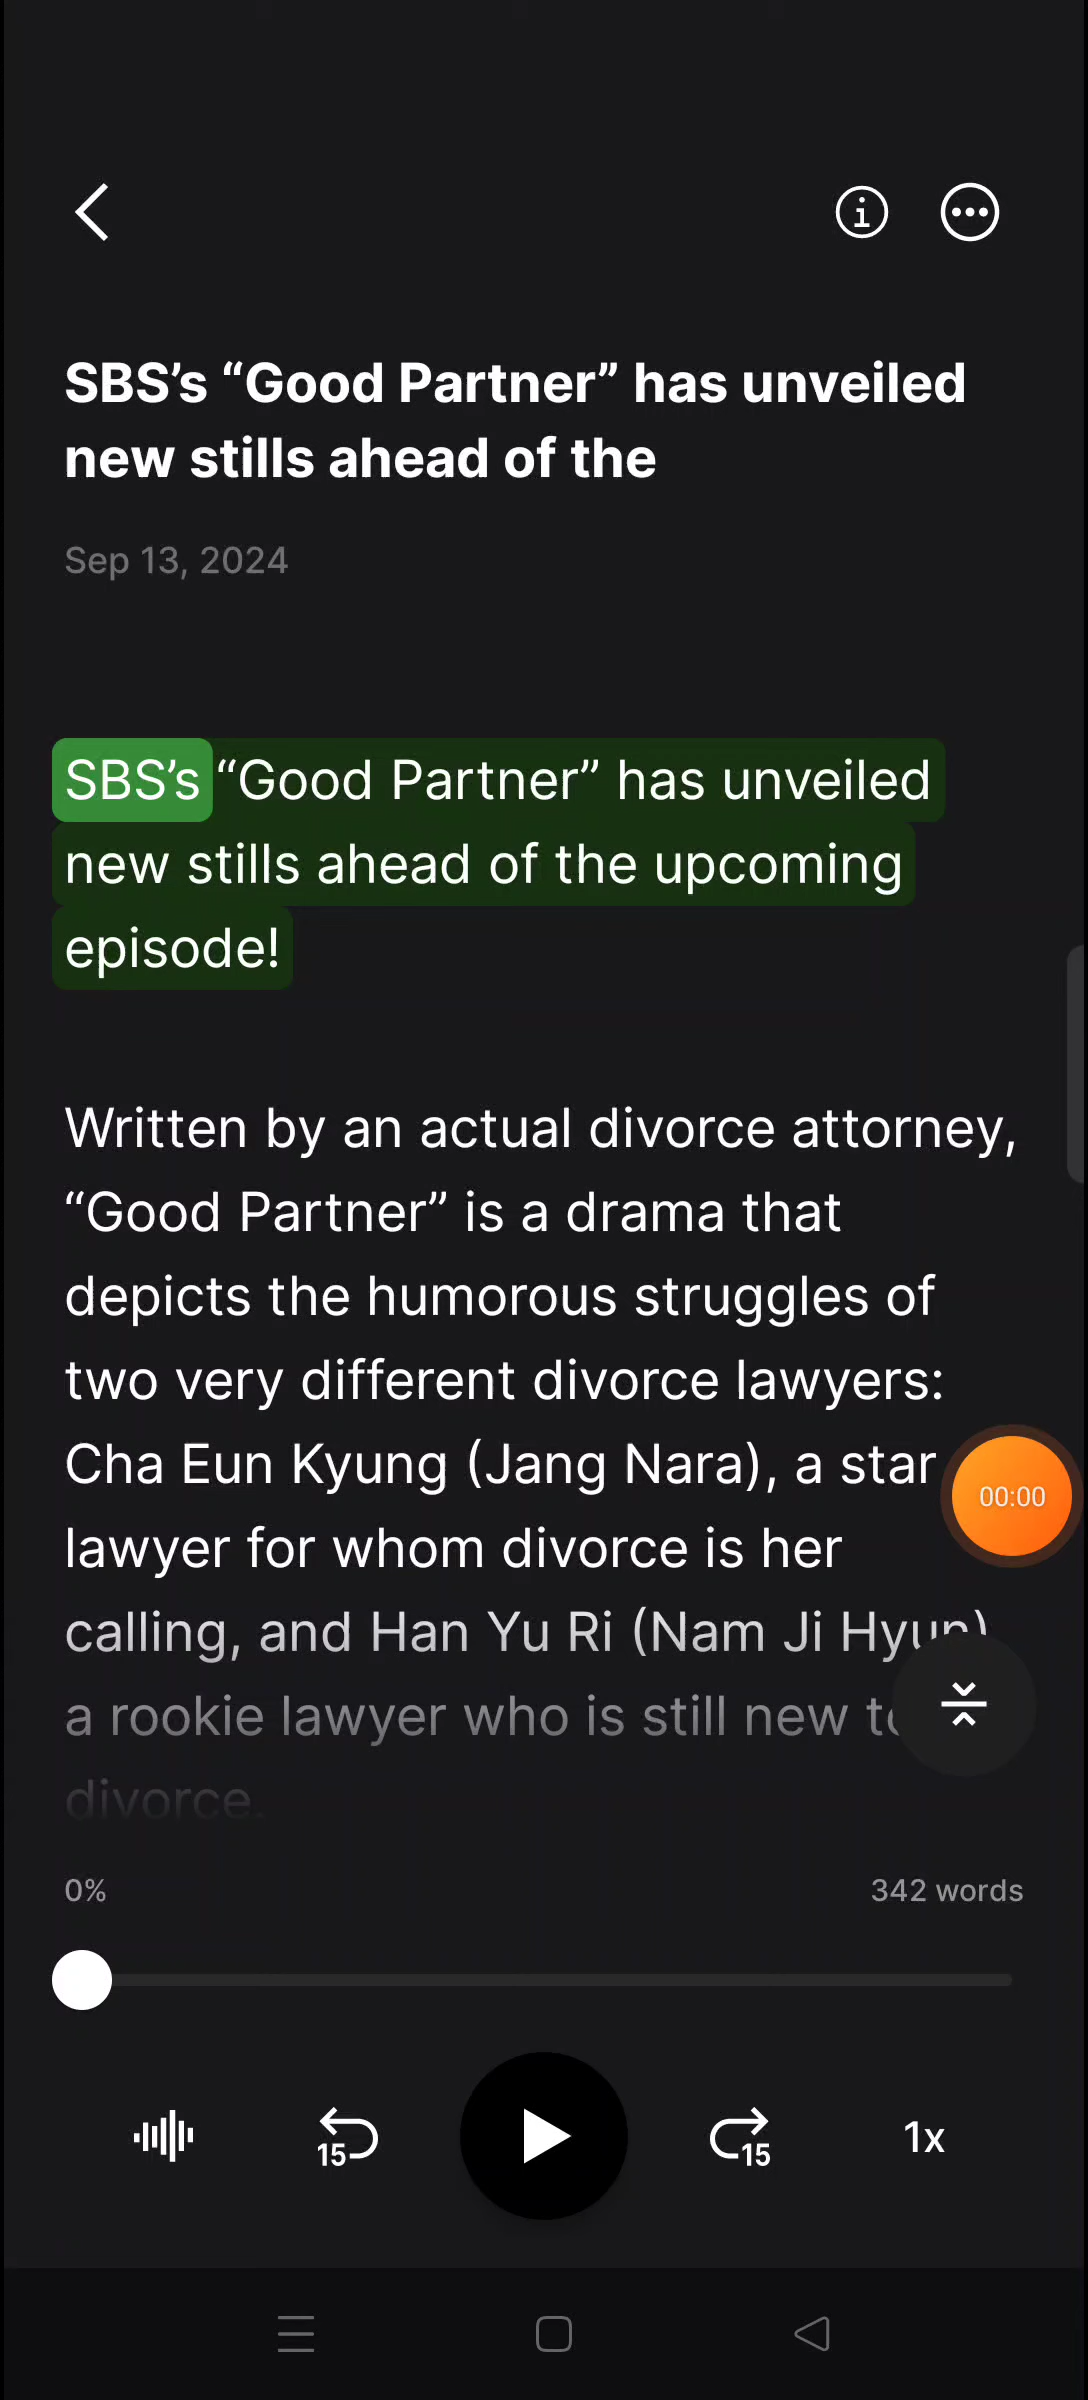 SBS’s “Good Partner” has unveiled
new stills ahead of the
Sep 13, 2024
SBS’s “Good Partner” has unveiled
new stills ahead of the upcoming
episode!
Written by an actual divorce attorney,
“Good Partner” is a drama that
depicts the humorous struggles of
two very different divorce lawyers:
Cha Eun Kyung (Jang Nara), a star
00:00
lawyer for whom divorce is her
calling, and Han Yu Ri (Nam Ji Hyun)
a rookie lawyer who is still new
divorce.
0%
342 words
15
15
1x